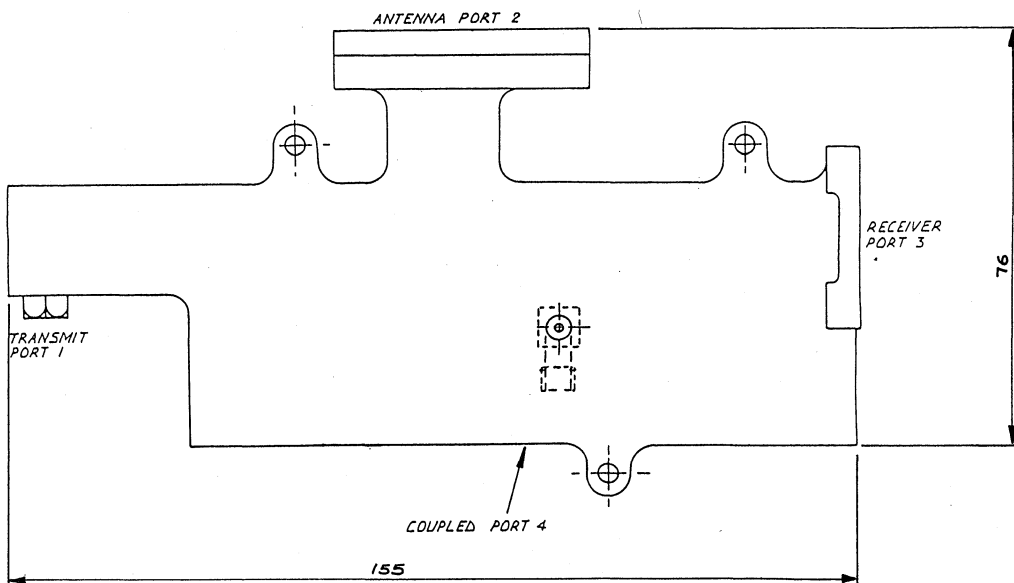 ANTENNA PORT 2
RECEIVER
PORT 3
76
TRANSMIT
PORT 1
COUPLED PORT 4
155